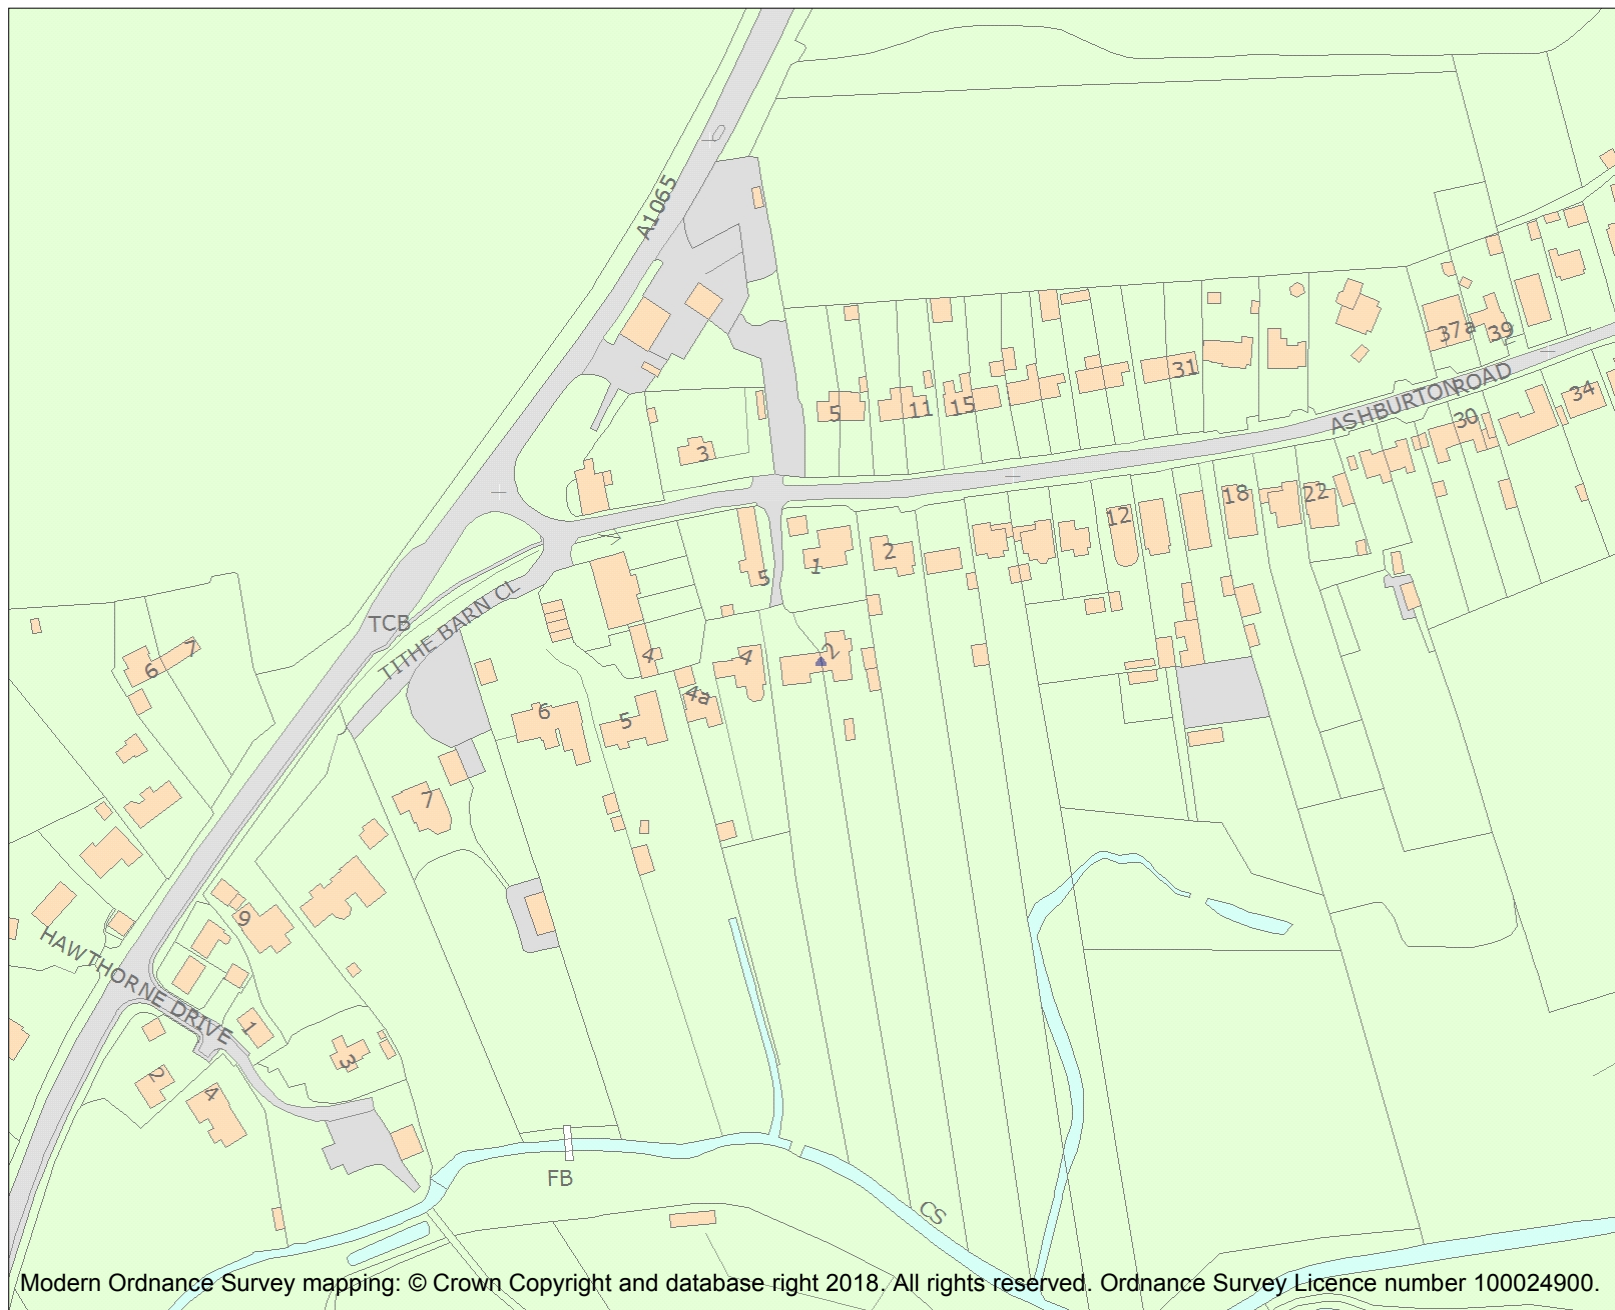 A1065
37a
39
31
5
11
15
ASHBURTON ROAD
34
30
3
22
18
12
2
1
5
TITHE BARN CL
TCB
7
6
4
4
2
4a
6
5
7
9
HAWTHORNE DRIVE
1
3
2
4
FB
CS
Modern Ordnance Survey mapping: © Crown Copyright and database right 2018. All rights reserved. Ordnance Survey Licence number 100024900.